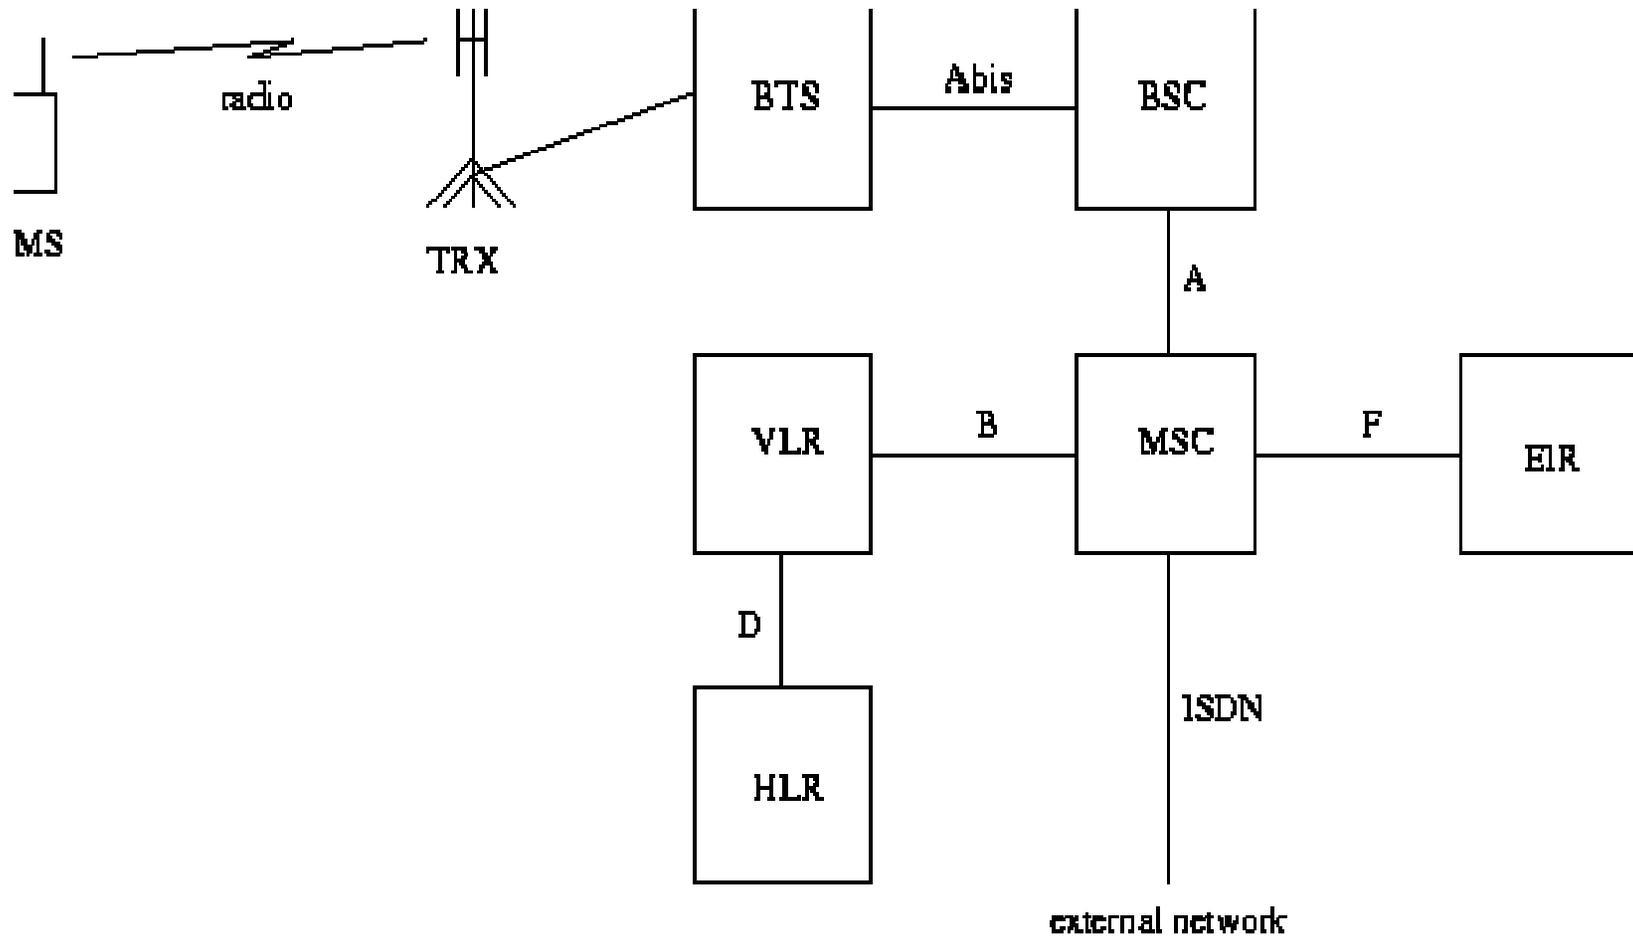 radio
MS
TRX
BTS
Abis
BSC
A
VLR
B
MSC
F
EIR
D
HLR
ISDN
external network